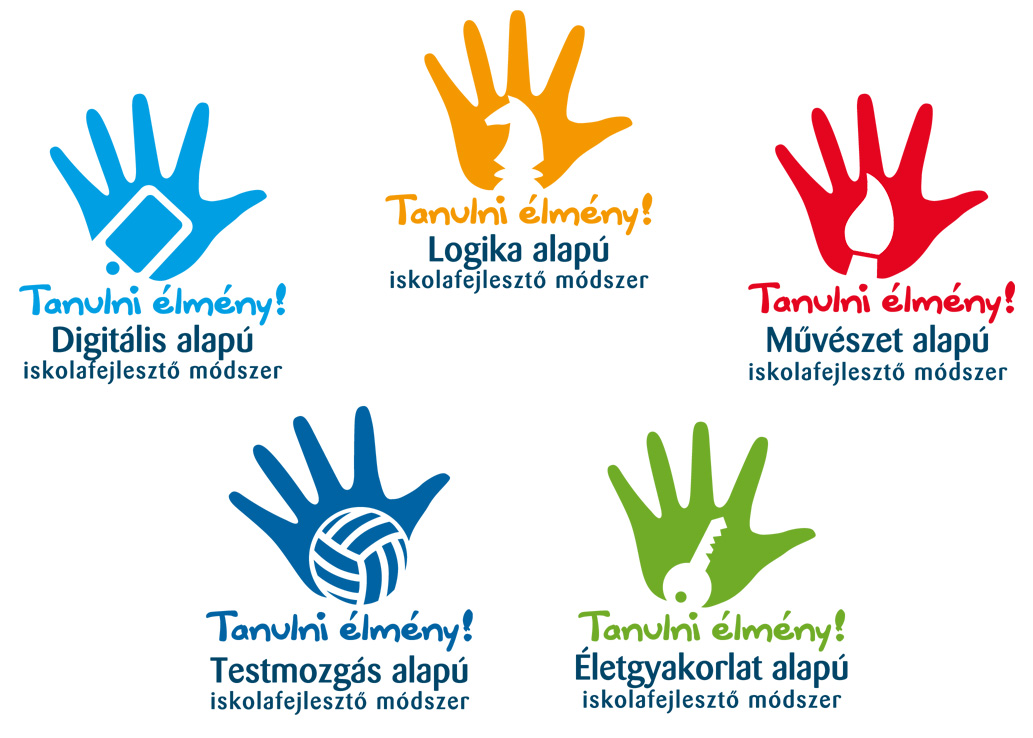 Tanulni élmény!
Logika alapú
iskolafejlesztő módszer
Tanulni élmény!
Digitális alapú
iskolafejlesztő módszer
Tanulni élmény!
Művészet alapú
iskolafejlesztő módszer
Tanulni élmény!
Testmozgás alapú
iskolafejlesztő módszer
Tanulni élmény!
Életgyakorlat alapú
iskolafejlesztő módszer